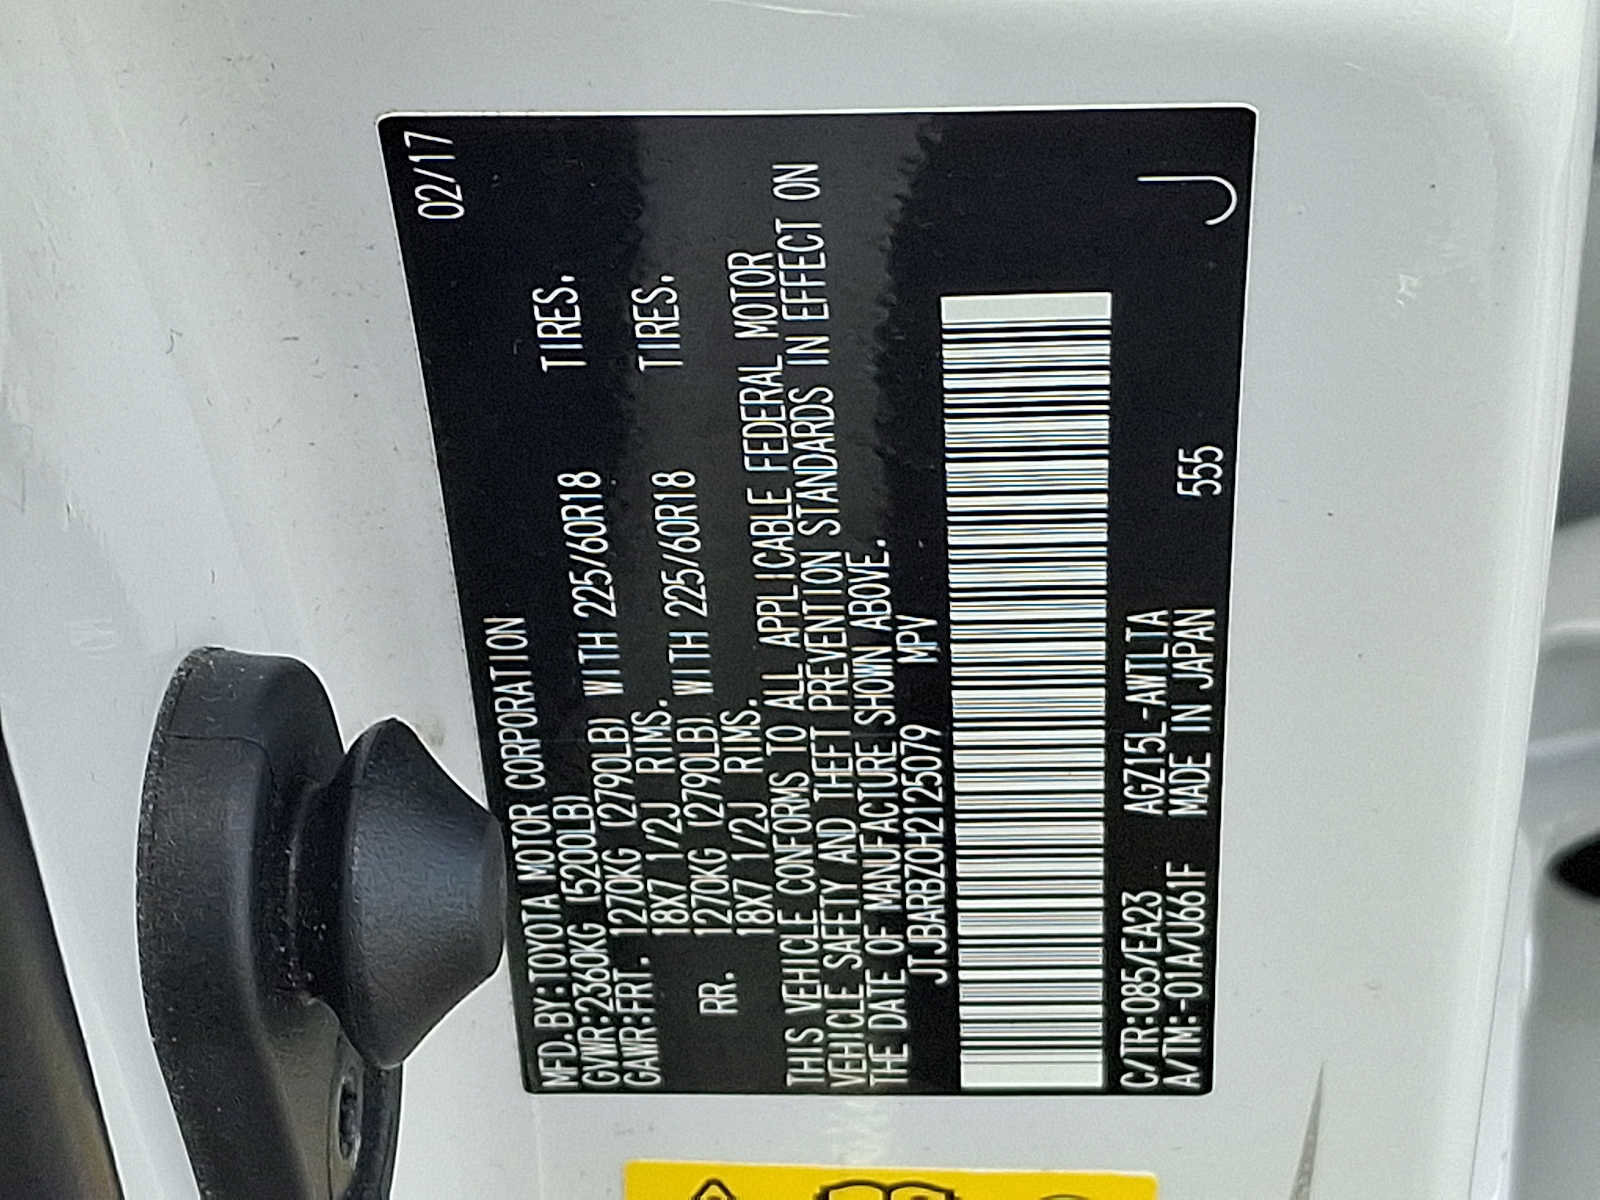 02/17
MFD. BY: TOYOTA MOTOR CORPORATION
GVWR: 2360KG (5200LB)
GAWR: FRT. 1270KG (2790LB) WITH 225/60R18 TIRES,
18X7 1/2J RIMS.
RR. 1270KG (2790LB) WITH 225/60R18 TIRES,
18X7 1/2J RIMS.
THIS VEHICLE CONFORMS TO ALL APPLICABLE FEDERAL MOTOR
VEHICLE SAFETY AND THEFT PREVENTION STANDARDS IN EFFECT ON
THE DATE OF MANUFACTURE SHOWN ABOVE.
JTJBARBZ0H2125079 MPV
C/TR: 085/EA23 AGZ15L-AWTLTA
A/TM: -01A/U661F MADE IN JAPAN 555
J